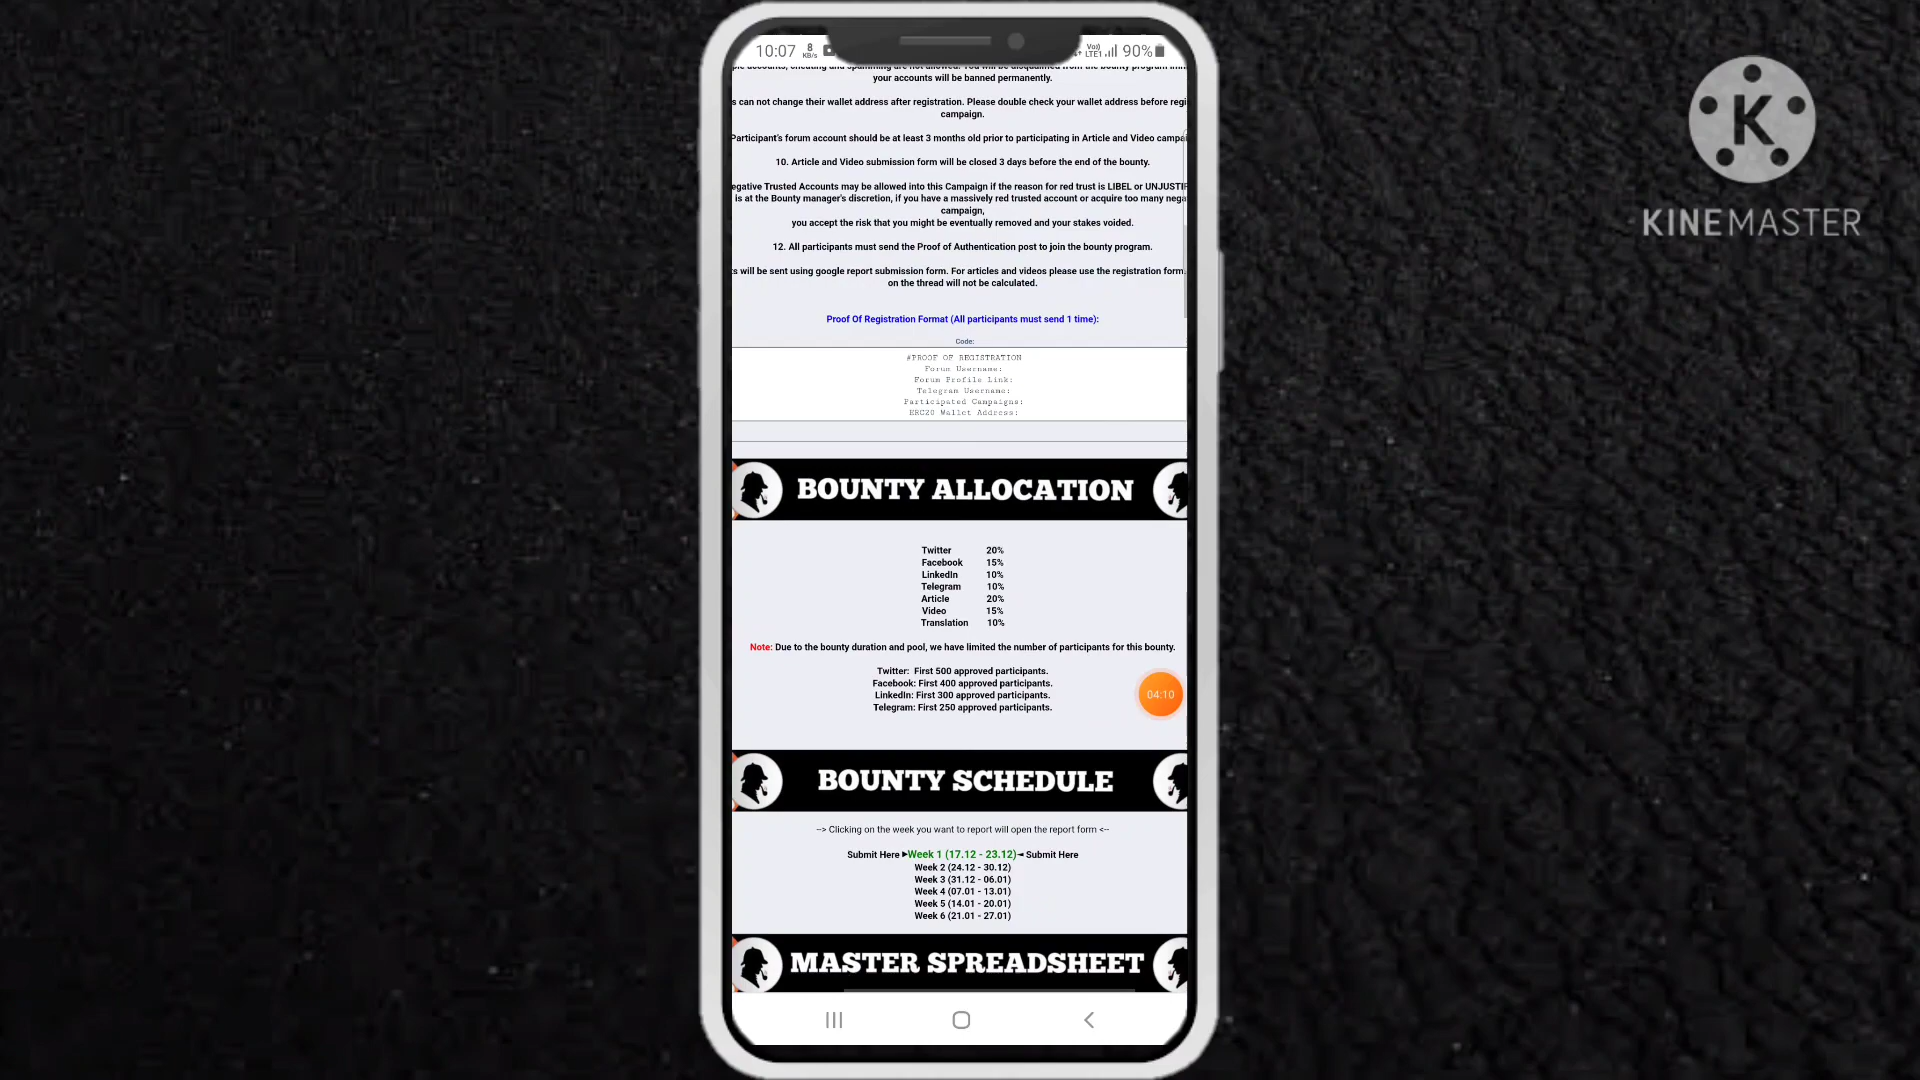 10:07 8 KB/s Vo) LTE1 90%
your accounts will be banned permanently.
s can not change their wallet address after registration. Please double check your wallet address before regi
campaign.
Participant's forum account should be at least 3 months old prior to participating in Article and Video campai
10. Article and Video submission form will be closed 3 days before the end of the bounty.
egative Trusted Accounts may be allowed into this Campaign if the reason for red trust is LIBEL or UNJUSTIF
is at the Bounty manager's discretion, if you have a massively red trusted account or acquire too many nega
campaign,
you accept the risk that you might be eventually removed and your stakes voided.
12. All participants must send the Proof of Authentication post to join the bounty program.
s will be sent using google report submission form. For articles and videos please use the registration form.
on the thread will not be calculated.
Proof Of Registration Format (All participants must send 1 time):
Code:
#PROOF OF REGISTRATION
Forum Username:
Forum Profile Link:
Telegram Username:
Participated Campaigns:
ERC20 Wallet Address:
BOUNTY ALLOCATION
Twitter 20%
Facebook 15%
LinkedIn 10%
Telegram 10%
Article 20%
Video 15%
Translation 10%
Note: Due to the bounty duration and pool, we have limited the number of participants for this bounty.
Twitter: First 500 approved participants.
Facebook: First 400 approved participants.
LinkedIn: First 300 approved participants.
Telegram: First 250 approved participants.
04:10
BOUNTY SCHEDULE
--> Clicking on the week you want to report will open the report form <--
Submit Here ►Week 1 (17.12 - 23.12)◄ Submit Here
Week 2 (24.12 - 30.12)
Week 3 (31.12 - 06.01)
Week 4 (07.01 - 13.01)
Week 5 (14.01 - 20.01)
Week 6 (21.01 - 27.01)
MASTER SPREADSHEET
K
KINEMASTER